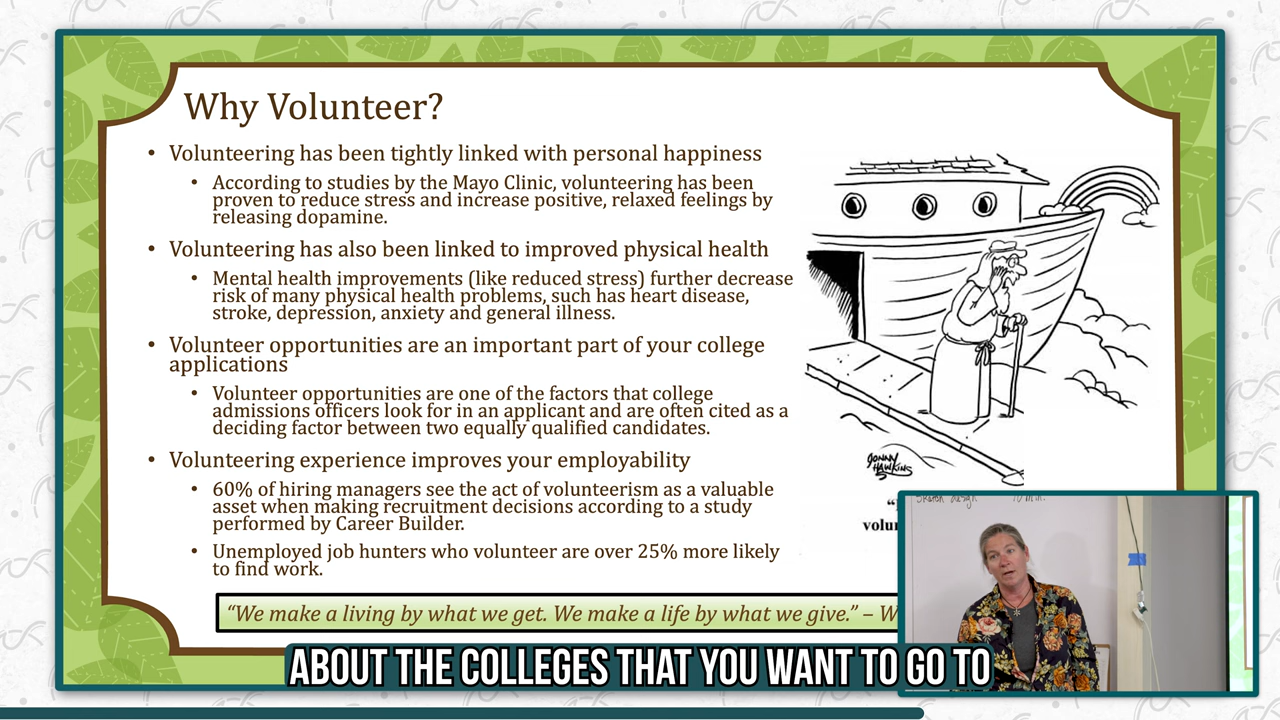 Why Volunteer?
• Volunteering has been tightly linked with personal happiness
• According to studies by the Mayo Clinic, volunteering has been
proven to reduce stress and increase positive, relaxed feelings by
releasing dopamine.
• Volunteering has also been linked to improved physical health
• Mental health improvements (like reduced stress) further decrease
risk of many physical health problems, such has heart disease,
stroke, depression, anxiety and general illness.
• Volunteer opportunities are an important part of your college
applications
• Volunteer opportunities are one of the factors that college
admissions officers look for in an applicant and are often cited as a
deciding factor between two equally qualified candidates.
• Volunteering experience improves your employability
• 60% of hiring managers see the act of volunteerism as a valuable
asset when making recruitment decisions according to a study
performed by Career Builder.
• Unemployed job hunters who volunteer are over 25% more likely
to find work.
JONNY
HAWKINS
volun
Sketch design 10 min.
“We make a living by what we get. We make a life by what we give.” – W
ABOUT THE COLLEGES THAT YOU WANT TO GO TO